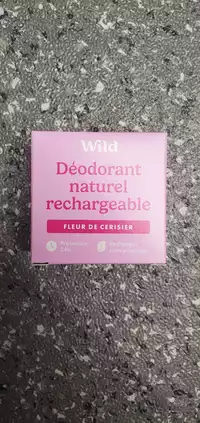 Wild
Déodorant
naturel
rechargeable
FLEUR DE CERISIER